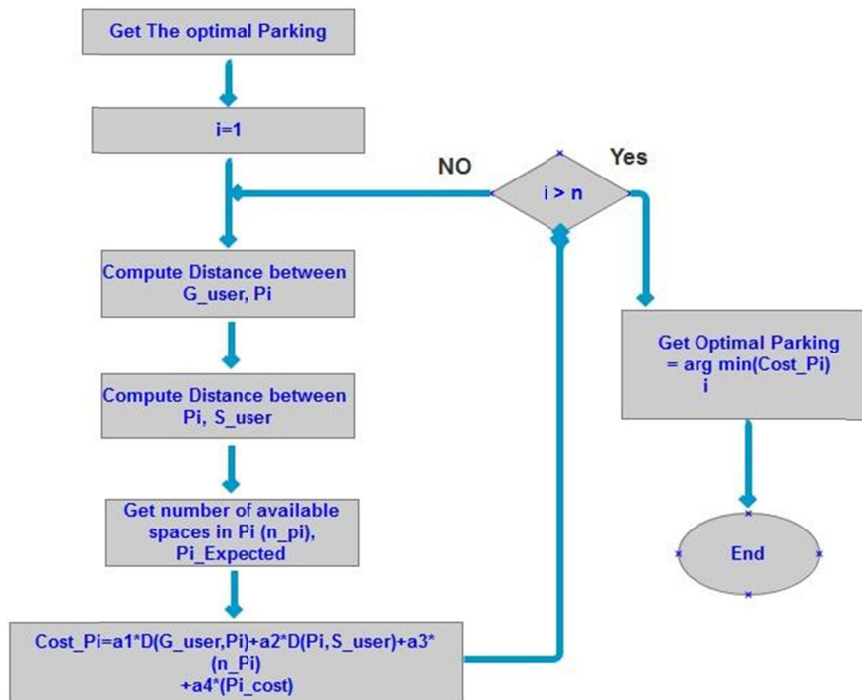 Get The optimal Parking
i=1
NO
Yes
i > n
Compute Distance between
G_user, Pi
Compute Distance between
Pi, S_user
Get number of available
spaces in Pi (n_pi),
Pi_Expected
Cost_Pi=a1*D(G_user,Pi)+a2*D(Pi,S_user)+a3*
(n_Pi)
+a4*(Pi_cost)
Get Optimal Parking
= arg min(Cost_Pi)
i
End